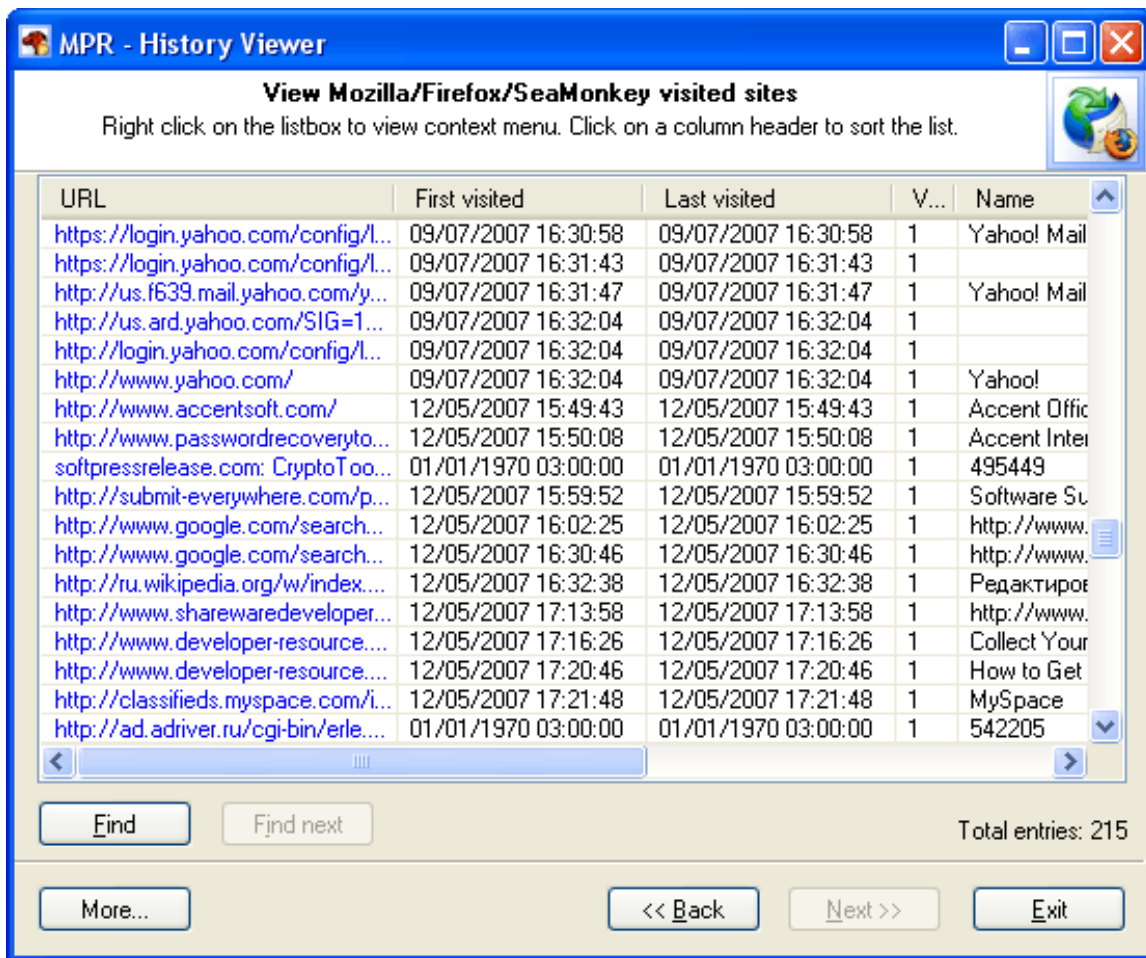 MPR - History Viewer
View Mozilla/Firefox/SeaMonkey visited sites
Right click on the listbox to view context menu. Click on a column header to sort the list.
URL First visited Last visited V... Name
https://login.yahoo.com/config/l... 09/07/2007 16:30:58 09/07/2007 16:30:58 1 Yahoo! Mail
https://login.yahoo.com/config/l... 09/07/2007 16:31:43 09/07/2007 16:31:43 1
http://us.f639.mail.yahoo.com/y... 09/07/2007 16:31:47 09/07/2007 16:31:47 1 Yahoo! Mail
http://us.ard.yahoo.com/SIG=1... 09/07/2007 16:32:04 09/07/2007 16:32:04 1
http://login.yahoo.com/config/l... 09/07/2007 16:32:04 09/07/2007 16:32:04 1
http://www.yahoo.com/ 09/07/2007 16:32:04 09/07/2007 16:32:04 1 Yahoo!
http://www.accentsoft.com/ 12/05/2007 15:49:43 12/05/2007 15:49:43 1 Accent Offic
http://www.passwordrecoveryto... 12/05/2007 15:50:08 12/05/2007 15:50:08 1 Accent Inter
softpressrelease.com: CryptoToo... 01/01/1970 03:00:00 01/01/1970 03:00:00 1 495449
http://submit-everywhere.com/p... 12/05/2007 15:59:52 12/05/2007 15:59:52 1 Software Su
http://www.google.com/search... 12/05/2007 16:02:25 12/05/2007 16:02:25 1 http://www.
http://www.google.com/search... 12/05/2007 16:30:46 12/05/2007 16:30:46 1 http://www.
http://ru.wikipedia.org/w/index.... 12/05/2007 16:32:38 12/05/2007 16:32:38 1 Редактиров
http://www.sharewaredeveloper... 12/05/2007 17:13:58 12/05/2007 17:13:58 1 http://www.
http://www.developer-resource.... 12/05/2007 17:16:26 12/05/2007 17:16:26 1 Collect Your
http://www.developer-resource.... 12/05/2007 17:20:46 12/05/2007 17:20:46 1 How to Get
http://classifieds.myspace.com/i... 12/05/2007 17:21:48 12/05/2007 17:21:48 1 MySpace
http://ad.adriver.ru/cgi-bin/erle.... 01/01/1970 03:00:00 01/01/1970 03:00:00 1 542205
Find Find next Total entries: 215
More... << Back Next >> Exit